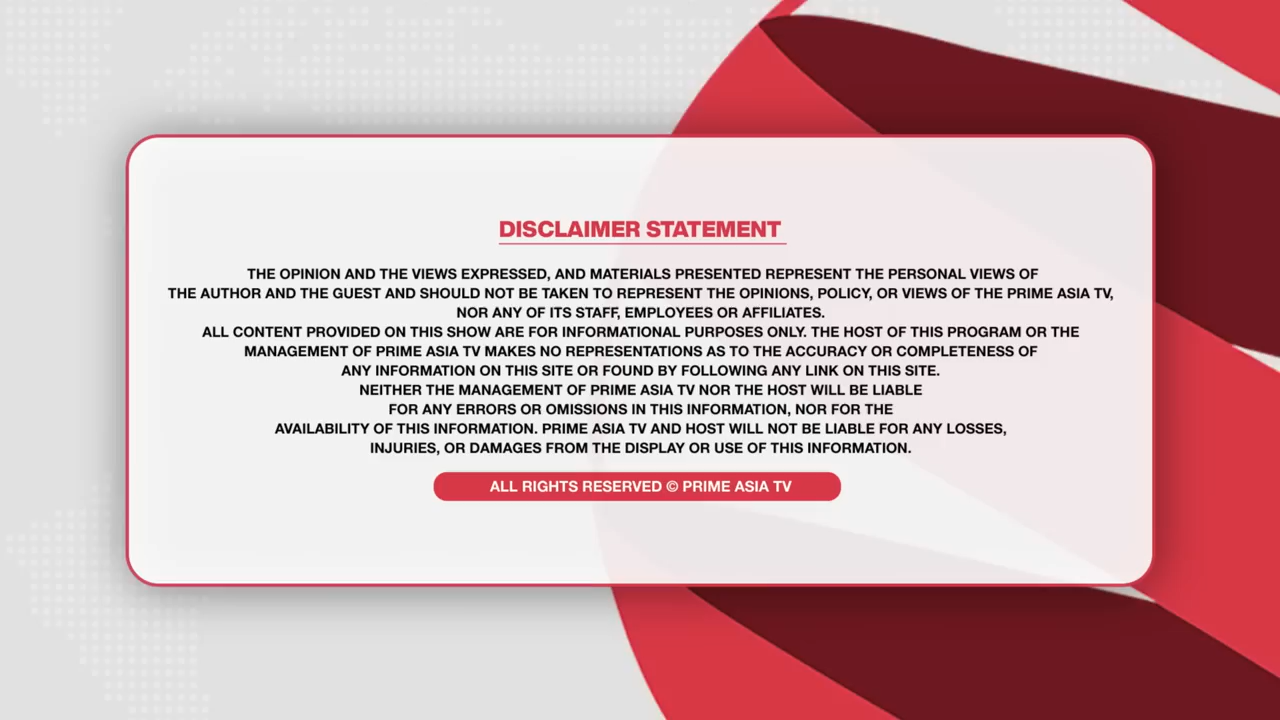 DISCLAIMER STATEMENT
THE OPINION AND THE VIEWS EXPRESSED, AND MATERIALS PRESENTED REPRESENT THE PERSONAL VIEWS OF
THE AUTHOR AND THE GUEST AND SHOULD NOT BE TAKEN TO REPRESENT THE OPINIONS, POLICY, OR VIEWS OF THE PRIME ASIA TV,
NOR ANY OF ITS STAFF, EMPLOYEES OR AFFILIATES.
ALL CONTENT PROVIDED ON THIS SHOW ARE FOR INFORMATIONAL PURPOSES ONLY. THE HOST OF THIS PROGRAM OR THE
MANAGEMENT OF PRIME ASIA TV MAKES NO REPRESENTATIONS AS TO THE ACCURACY OR COMPLETENESS OF
ANY INFORMATION ON THIS SITE OR FOUND BY FOLLOWING ANY LINK ON THIS SITE.
NEITHER THE MANAGEMENT OF PRIME ASIA TV NOR THE HOST WILL BE LIABLE
FOR ANY ERRORS OR OMISSIONS IN THIS INFORMATION, NOR FOR THE
AVAILABILITY OF THIS INFORMATION. PRIME ASIA TV AND HOST WILL NOT BE LIABLE FOR ANY LOSSES,
INJURIES, OR DAMAGES FROM THE DISPLAY OR USE OF THIS INFORMATION.
ALL RIGHTS RESERVED © PRIME ASIA TV